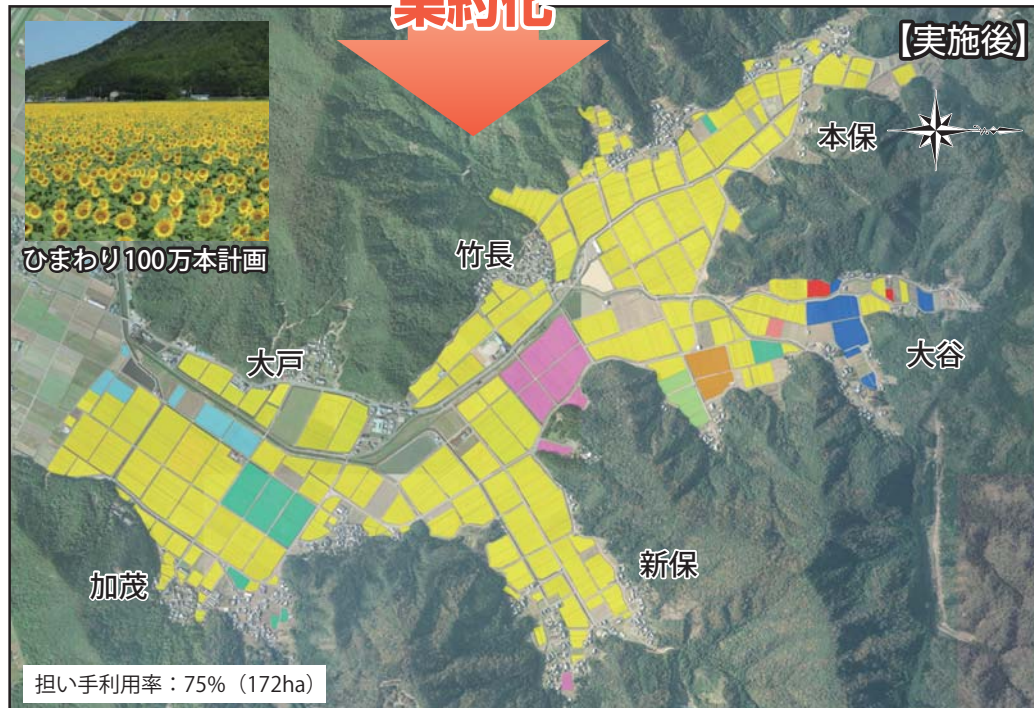 集約化
【実施後】
ひまわり100万本計画
本保
竹長
大戸
大谷
新保
加茂
担い手利用率:75%(172ha)